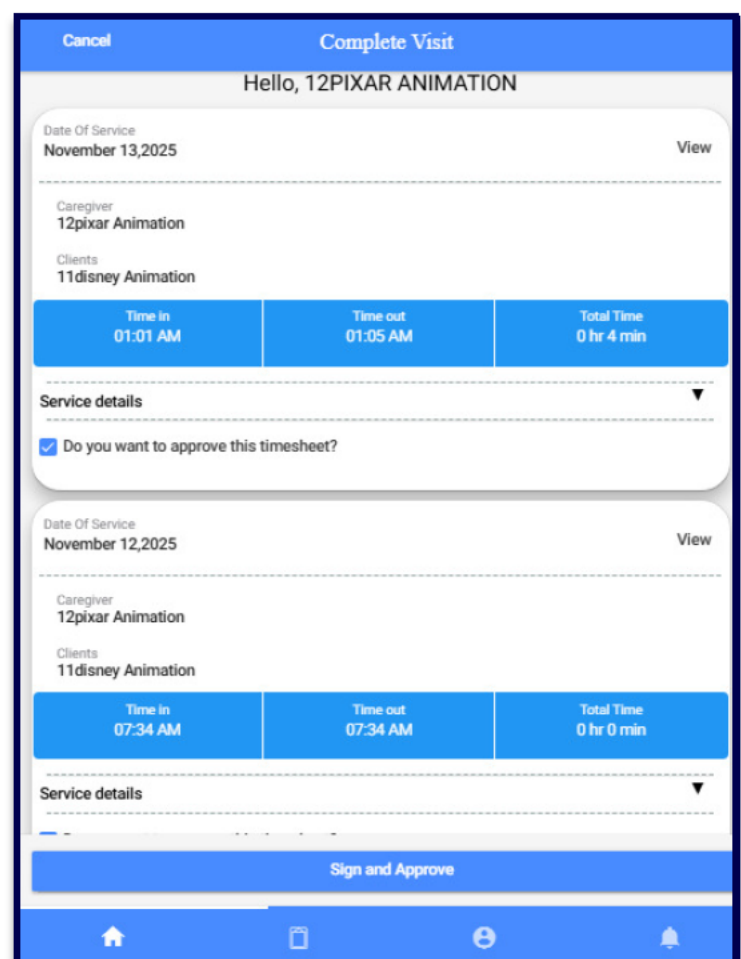 Cancel Complete Visit
Hello, 12PIXAR ANIMATION
Date Of Service
November 13,2025 View
Caregiver
12pixar Animation
Clients
11disney Animation
Time in Time out Total Time
01:01 AM 01:05 AM 0 hr 4 min
Service details
Do you want to approve this timesheet?
Date Of Service
November 12,2025 View
Caregiver
12pixar Animation
Clients
11disney Animation
Time in Time out Total Time
07:34 AM 07:34 AM 0 hr 0 min
Service details
Sign and Approve